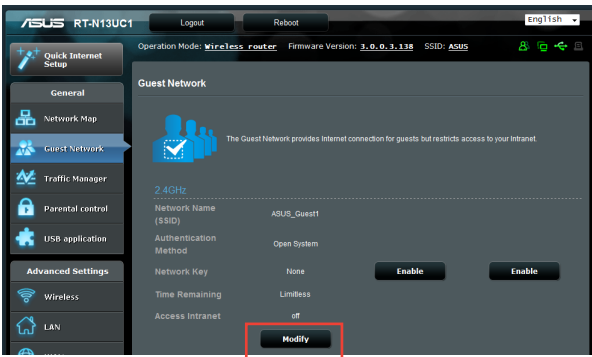 ASUS RT-N13UC1 Logout Reboot English
Operation Mode: Wireless router Firmware Version: 3.0.0.3.138 SSID: ASUS
Quick Internet
Setup
General
Network Map
Guest Network
Traffic Manager
Parental control
USB application
Advanced Settings
Wireless
LAN
Guest Network
The Guest Network provides Internet connection for guests but restricts access to your Intranet.
2.4GHz
Network Name
(SSID)
ASUS_Guest1
Authentication
Method
Open System
Network Key None Enable Enable
Time Remaining Limitless
Access Intranet off
Modify